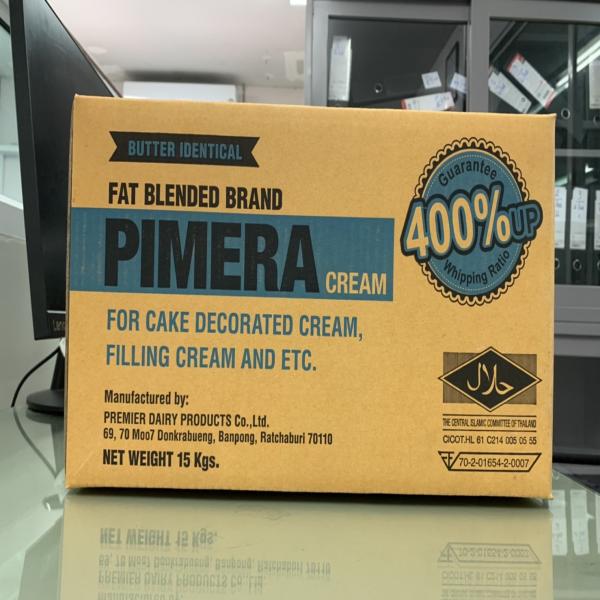 BUTTER IDENTICAL
FAT BLENDED BRAND
PIMERA CREAM
FOR CAKE DECORATED CREAM,
FILLING CREAM AND ETC.
Manufactured by:
PREMIER DAIRY PRODUCTS Co.,Ltd.
69, 70 Moo7 Donkrabueng, Banpong, Ratchaburi 70110
NET WEIGHT 15 Kgs.
Guarantee
400% UP
Whipping Ratio
حلال
THE CENTRAL ISLAMIC COMMITTEE OF THAILAND
CICOT.HL 61 C214 005 05 55
70-2-01654-2-0007